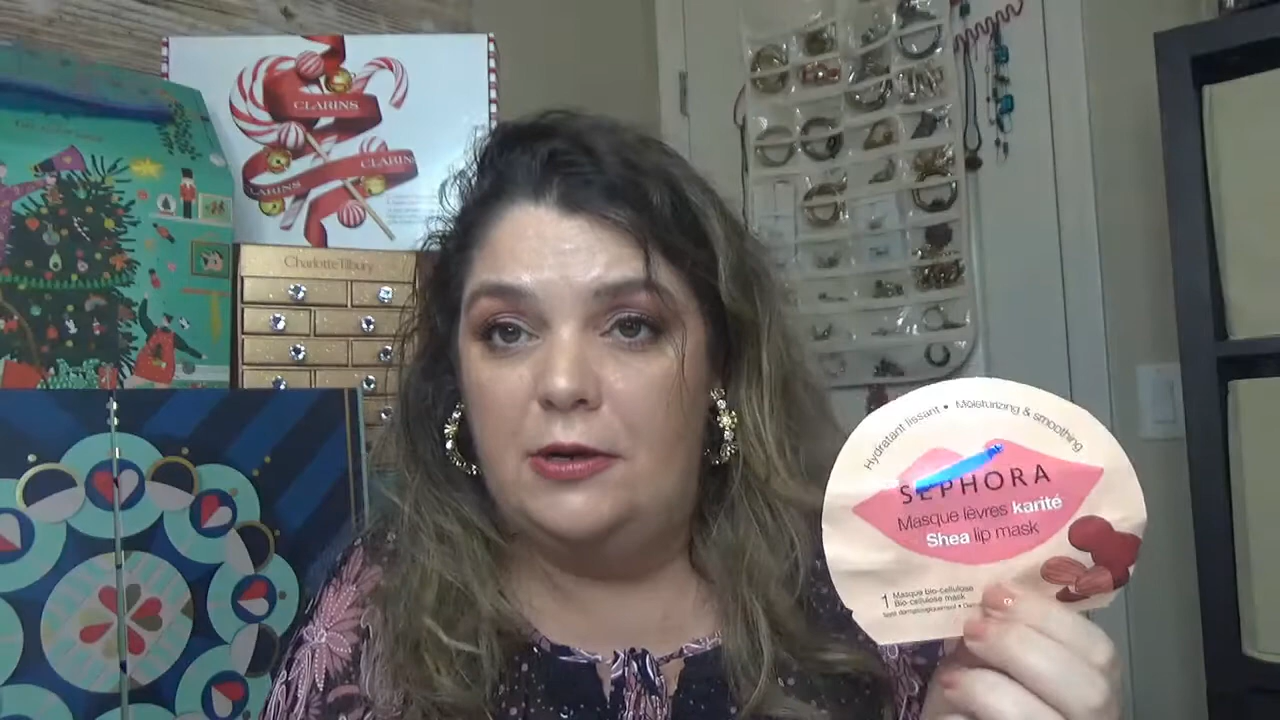 CLARINS
CLARINS
CLARINS
Charlotte Tilbury
Hydratant lissant • Moisturizing & smoothing
SEPHORA
Masque lèvres karité
Shea lip mask
1 Masque bio-cellulose
Bio-cellulose mask